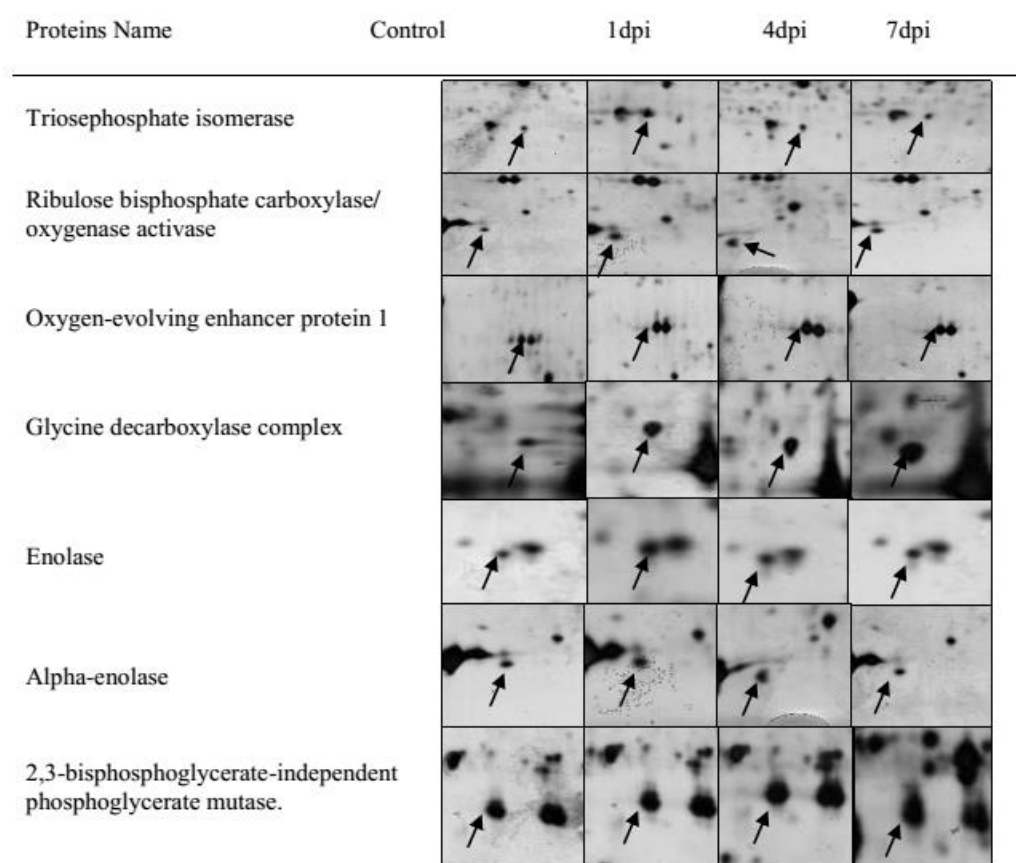 Proteins Name Control 1dpi 4dpi 7dpi
Triosephosphate isomerase
Ribulose bisphosphate carboxylase/
oxygenase activase
Oxygen-evolving enhancer protein 1
Glycine decarboxylase complex
Enolase
Alpha-enolase
2,3-bisphosphoglycerate-independent
phosphoglycerate mutase.